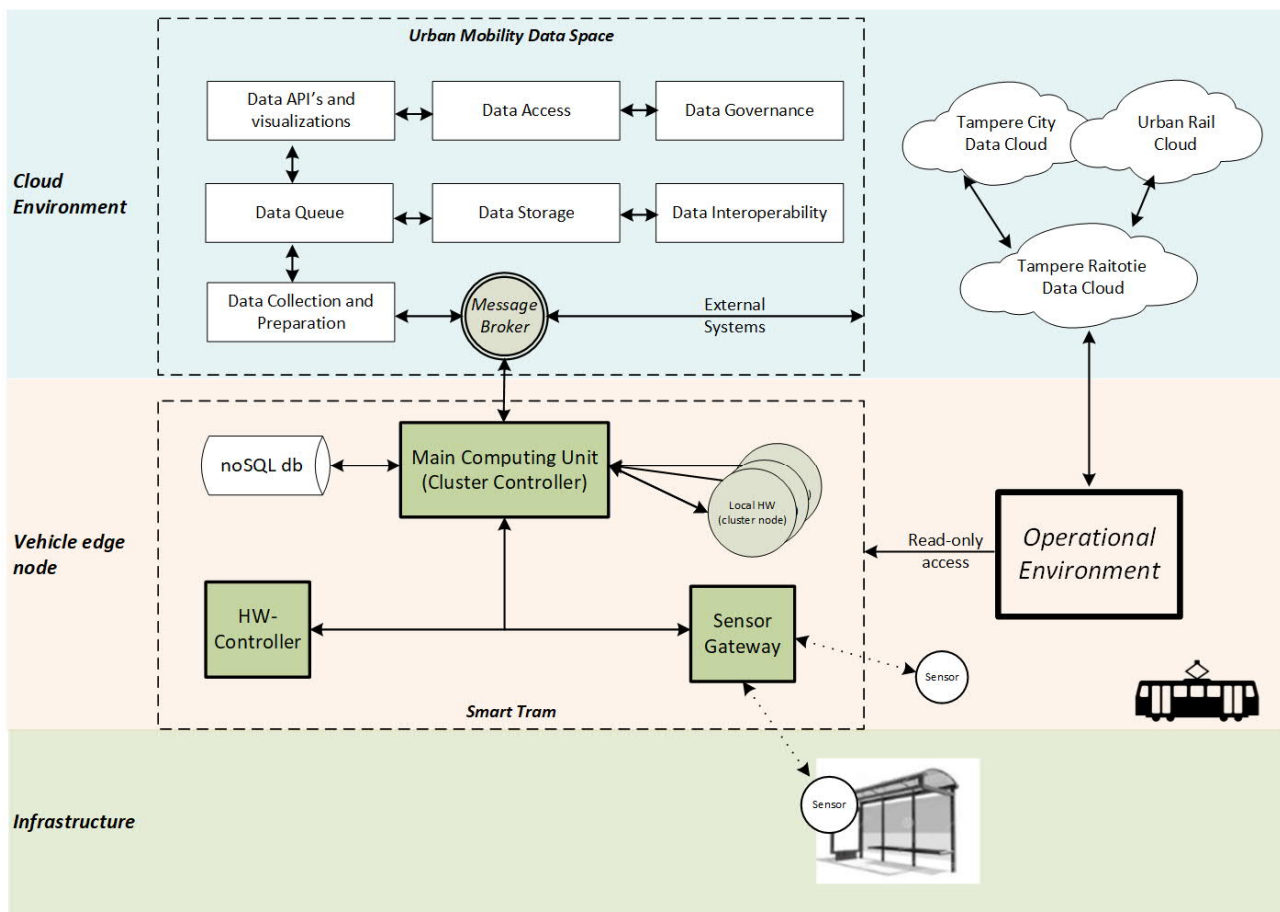 Urban Mobility Data Space
Data API's and
visualizations
Data Access
Data Governance
Tampere City
Data Cloud
Urban Rail
Cloud
Cloud
Environment
Data Queue
Data Storage
Data Interoperability
Tampere Raitotie
Data Cloud
Data Collection and
Preparation
Message
Broker
External
Systems
noSQL db
Main Computing Unit
(Cluster Controller)
Local HW
(cluster node)
Vehicle edge
node
Read-only
access
Operational
Environment
HW-
Controller
Sensor
Gateway
Sensor
Smart Tram
Infrastructure
Sensor